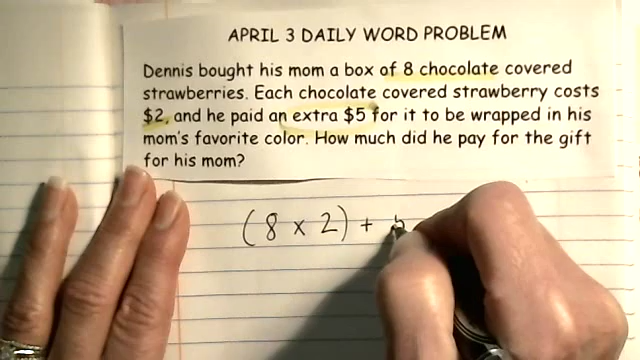 APRIL 3 DAILY WORD PROBLEM
Dennis bought his mom a box of 8 chocolate covered
strawberries. Each chocolate covered strawberry costs
$2, and he paid an extra $5 for it to be wrapped in his
mom's favorite color. How much did he pay for the gift
for his mom?
(8 x 2) + 5